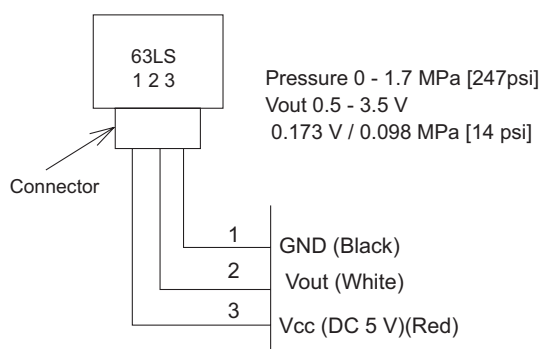 63LS
1 2 3
Pressure 0 - 1.7 MPa [247psi]
Vout 0.5 - 3.5 V
0.173 V / 0.098 MPa [14 psi]
Connector
1
GND (Black)
2
Vout (White)
3
Vcc (DC 5 V)(Red)